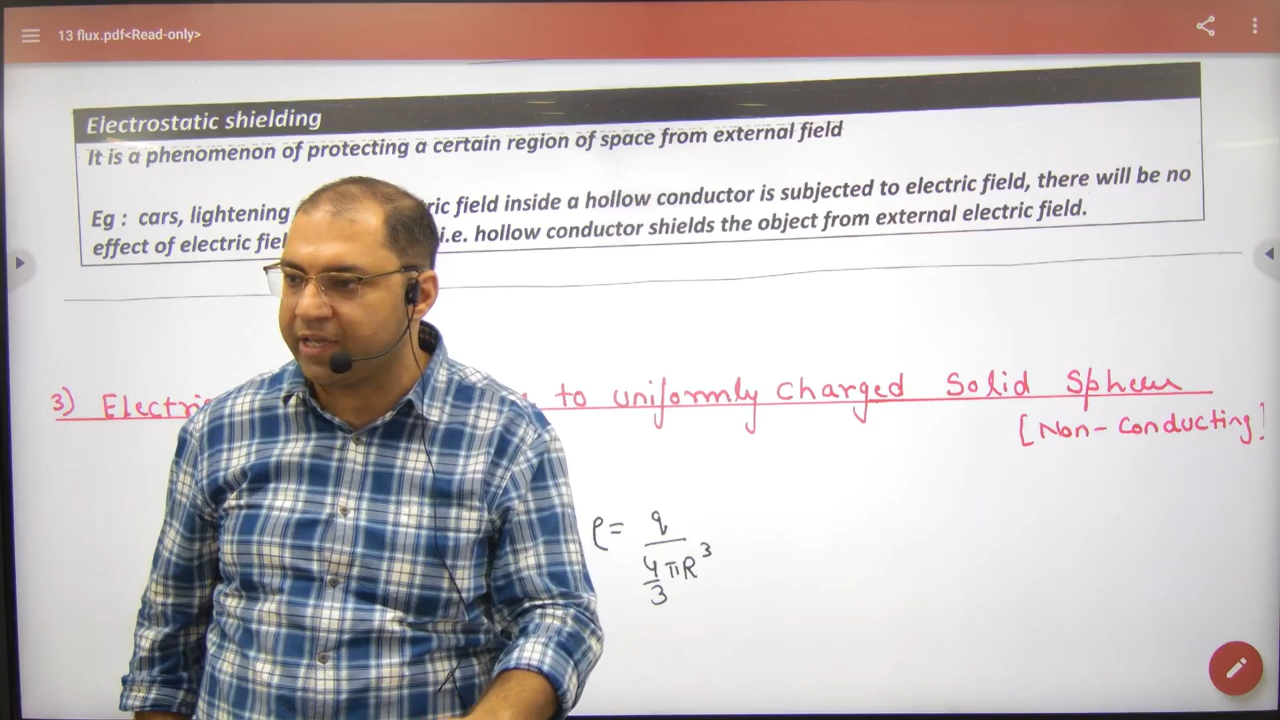 13 flux.pdf<Read-only>
Electrostatic shielding
It is a phenomenon of protecting a certain region of space from external field
Eg : cars, lightening ric field inside a hollow conductor is subjected to electric field, there will be no
effect of electric fiel i.e. hollow conductor shields the object from external electric field.
3) Electri to uniformly charged Solid
[Non-Conducting]
ρ = q
4/3 πR³